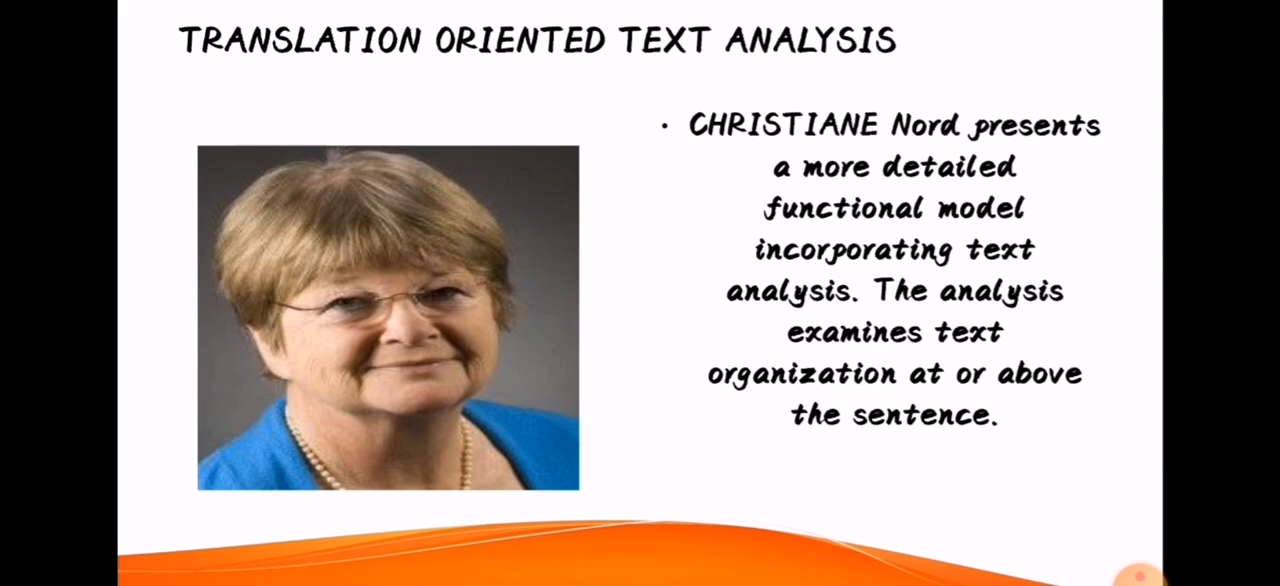 TRANSLATION ORIENTED TEXT ANALYSIS
• CHRISTIANE Nord presents
a more detailed
functional model
incorporating text
analysis. The analysis
examines text
organization at or above
the sentence.